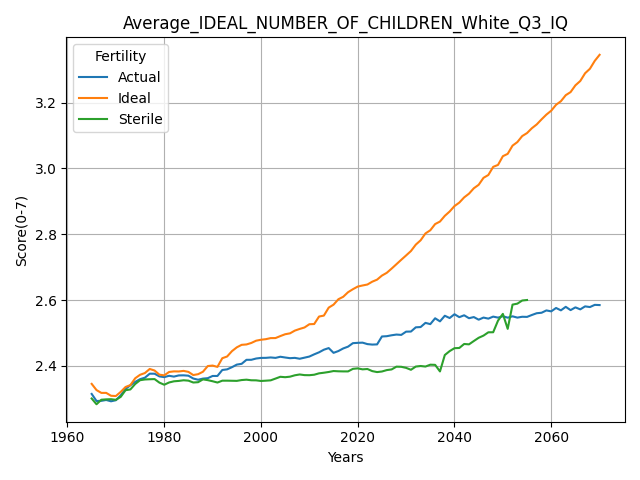 Average_IDEAL_NUMBER_OF_CHILDREN_White_Q3_IQ
Fertility
Actual
Ideal
Sterile
3.2
3.0
2.8
2.6
2.4
Score(0-7)
1960 1980 2000 2020 2040 2060
Years